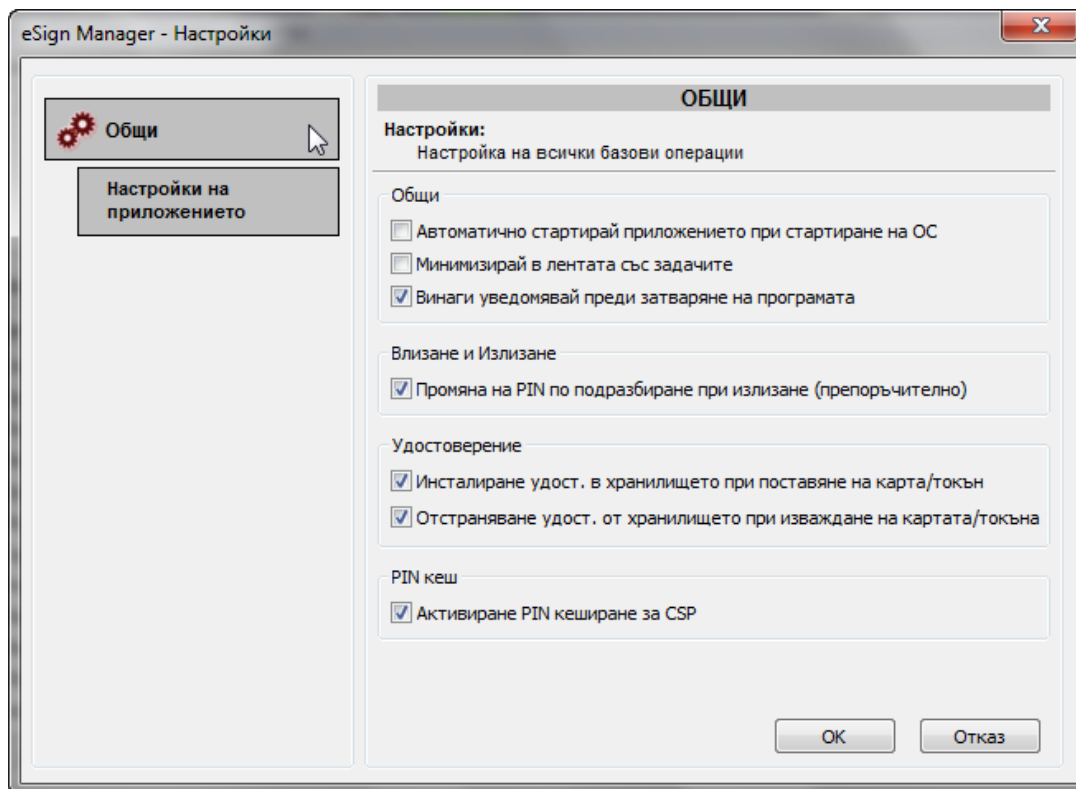 eSign Manager - Настройки
Общи
Настройки на
приложението
ОБЩИ
Настройки:
Настройка на всички базови операции
Общи
Автоматично стартирай приложението при стартиране на ОС
Минимизирай в лентата със задачите
Винаги уведомявай преди затваряне на програмата
Влизане и Излизане
Промяна на PIN по подразбиране при излизане (препоръчително)
Удостоверение
Инсталиране удост. в хранилището при поставяне на карта/токън
Отстраняване удост. от хранилището при изваждане на картата/токъна
PIN кеш
Активиране PIN кеширане за CSP
OK
Отказ